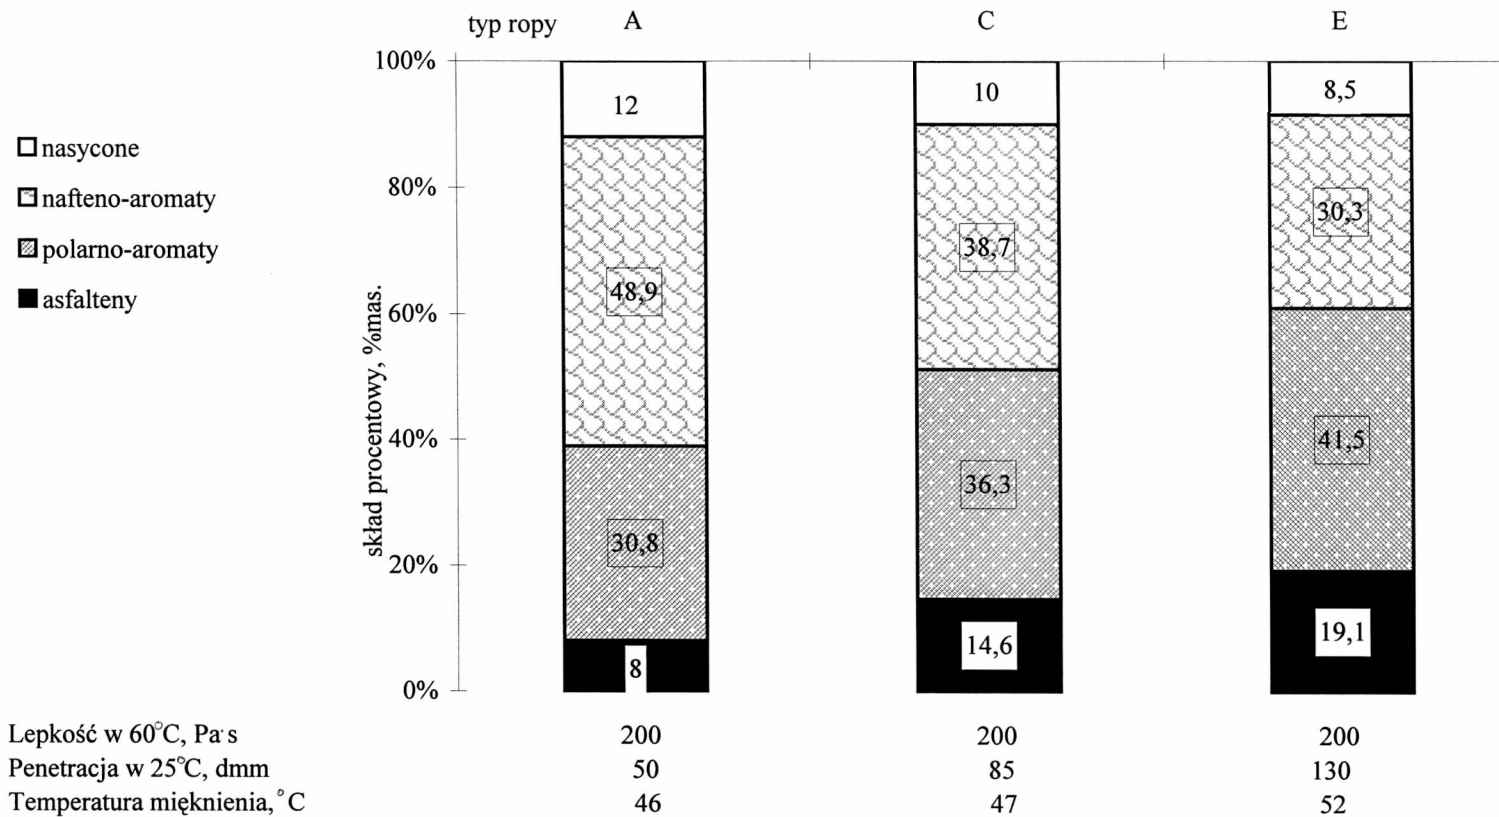 typ ropy A C E
100%
80%
60%
40%
20%
0%
skład procentowy, %mas.
nasycone
nafteno-aromaty
polarno-aromaty
asfalteny
12
48,9
30,8
8
10
38,7
36,3
14,6
8,5
30,3
41,5
19,1
Lepkość w 60°C, Pa·s 200 200 200
Penetracja w 25°C, dmm 50 85 130
Temperatura mięknienia, °C 46 47 52